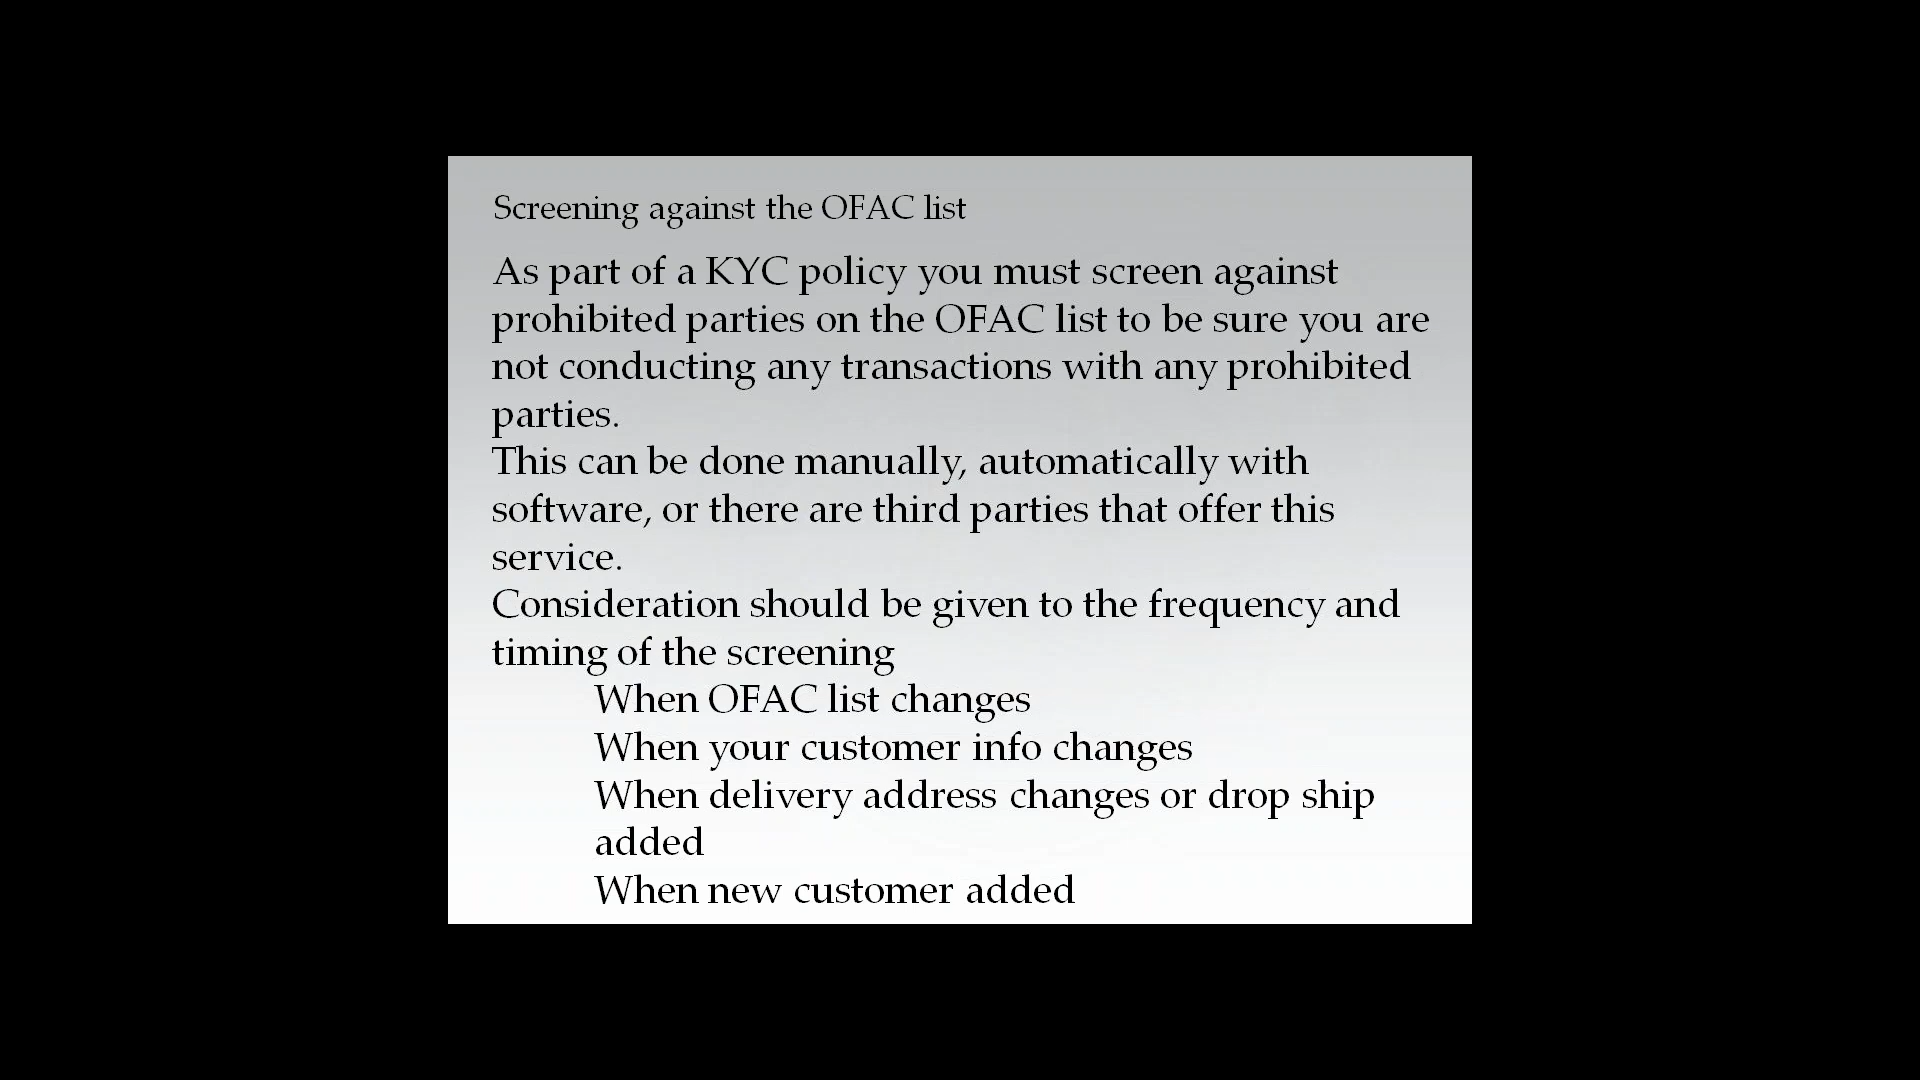 Screening against the OFAC list
As part of a KYC policy you must screen against
prohibited parties on the OFAC list to be sure you are
not conducting any transactions with any prohibited
parties.
This can be done manually, automatically with
software, or there are third parties that offer this
service.
Consideration should be given to the frequency and
timing of the screening
When OFAC list changes
When your customer info changes
When delivery address changes or drop ship
added
When new customer added